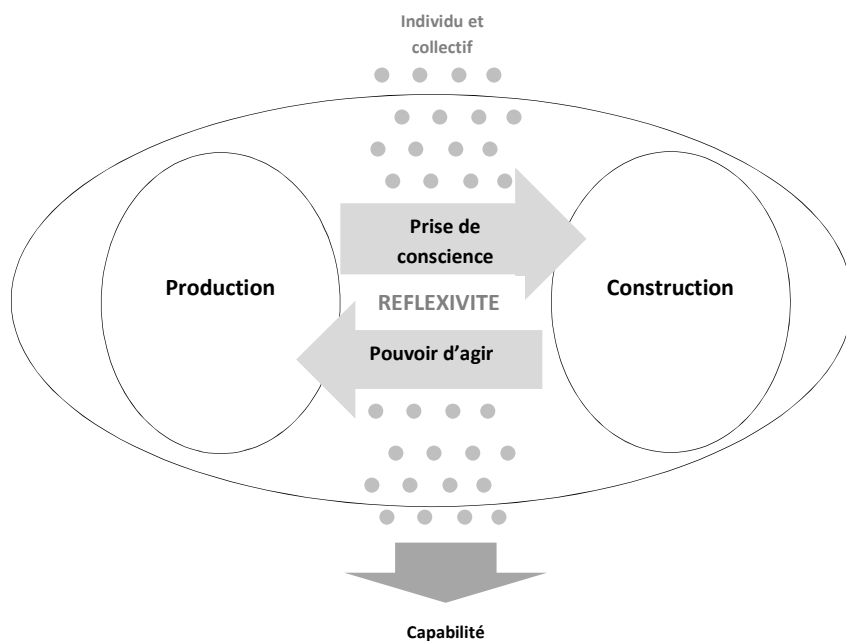 Individu et
collectif
Prise de
conscience
Production
REFLEXIVITE
Construction
Pouvoir d’agir
Capabilité